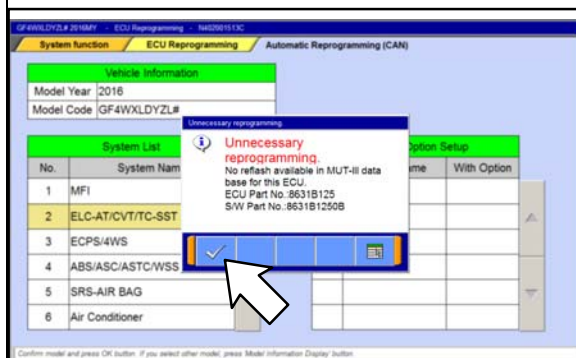 GF4WXLDYZL# 2016MY - ECU Reprogramming - N402001513C
System function
ECU Reprogramming
Automatic Reprogramming (CAN)
Vehicle Information
Model Year 2016
Model Code GF4WXLDYZL#
Unnecessary reprogramming.
Unnecessary
reprogramming.
No reflash available in MUT-III data
base for this ECU.
ECU Part No.:8631B125
S/W Part No.:8631B1250B
System List
Option Setup
No. System Nam
me With Option
1 MFI
2 ELC-AT/CVT/TC-SST
3 ECPS/4WS
4 ABS/ASC/ASTC/WSS
5 SRS-AIR BAG
6 Air Conditioner
Confirm model and press OK button. If you select other model, press 'Model Information Display' button